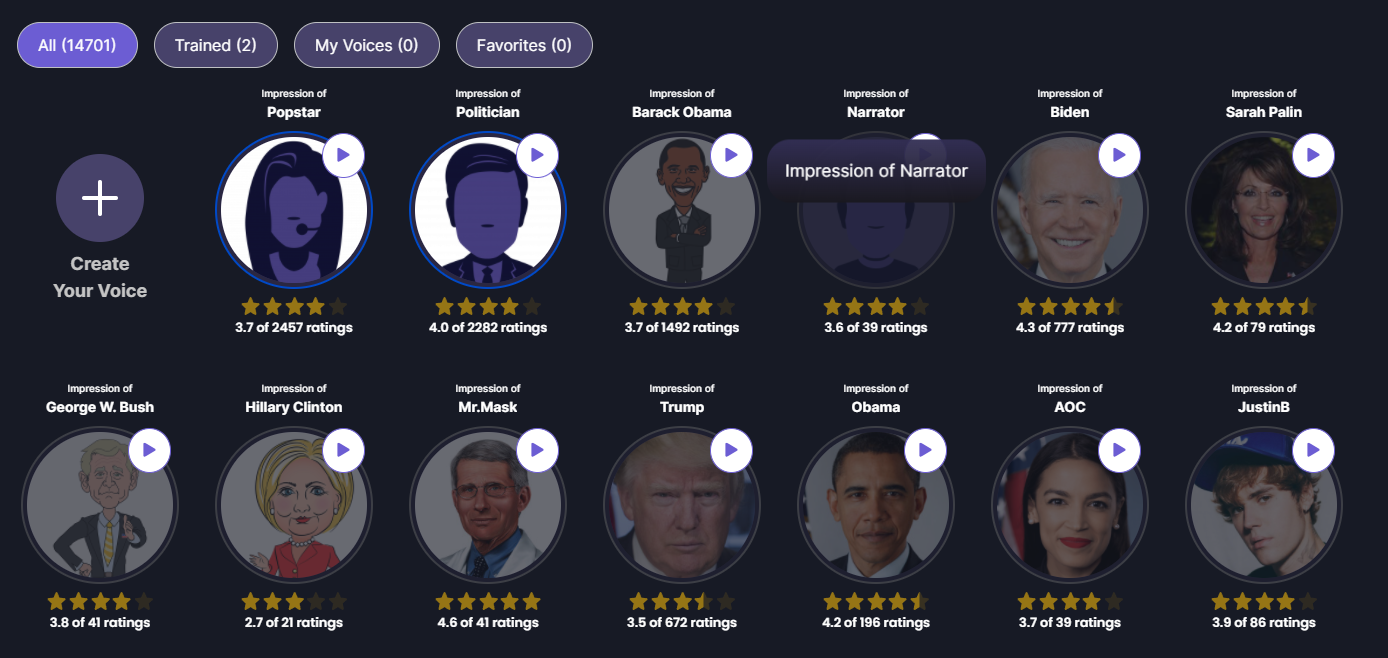 All (14701)
Trained (2)
My Voices (0)
Favorites (0)
Create
Your Voice
Impression of
Popstar
3.7 of 2457 ratings
Impression of
Politician
4.0 of 2282 ratings
Impression of
Barack Obama
3.7 of 1492 ratings
Impression of
Narrator
Impression of Narrator
3.6 of 39 ratings
Impression of
Biden
4.3 of 777 ratings
Impression of
Sarah Palin
4.2 of 79 ratings
Impression of
George W. Bush
3.8 of 41 ratings
Impression of
Hillary Clinton
2.7 of 21 ratings
Impression of
Mr.Mask
4.6 of 41 ratings
Impression of
Trump
3.5 of 672 ratings
Impression of
Obama
4.2 of 196 ratings
Impression of
AOC
3.7 of 39 ratings
Impression of
JustinB
3.9 of 86 ratings